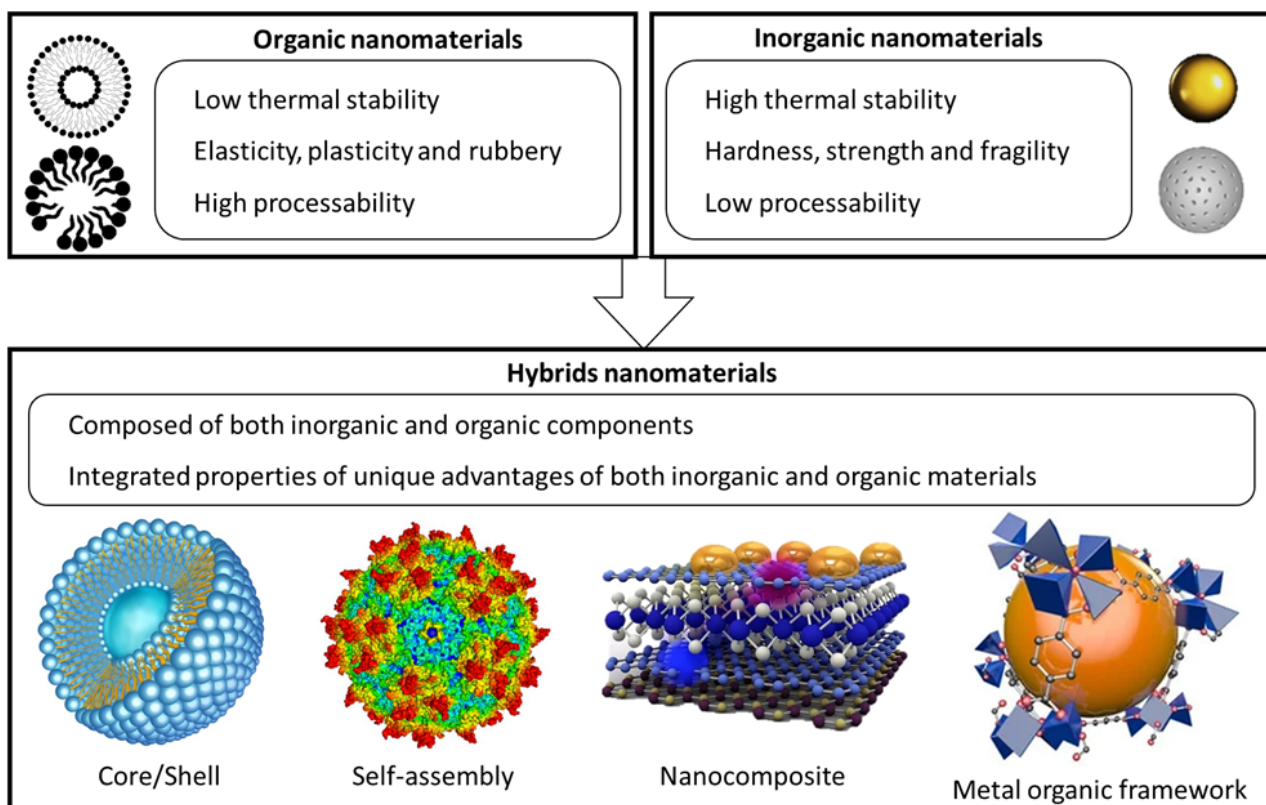 Organic nanomaterials
Low thermal stability
Elasticity, plasticity and rubbery
High processability
Inorganic nanomaterials
High thermal stability
Hardness, strength and fragility
Low processability
Hybrids nanomaterials
Composed of both inorganic and organic components
Integrated properties of unique advantages of both inorganic and organic materials
Core/Shell
Self-assembly
Nanocomposite
Metal organic framework